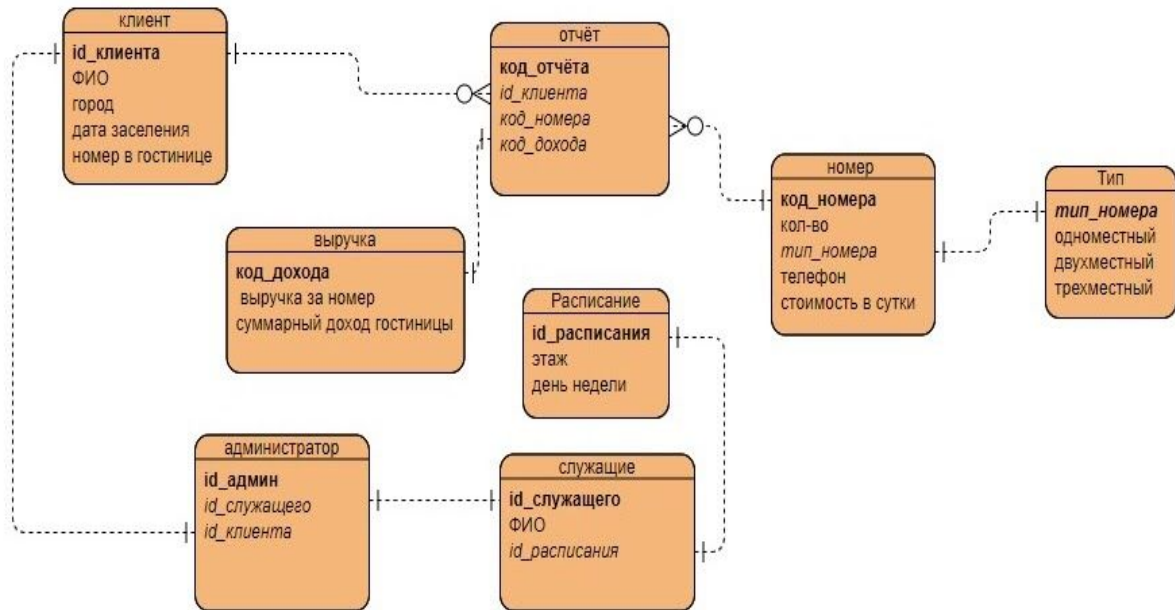 клиент
id_клиента
ФИО
город
дата заселения
номер в гостинице
отчёт
код_отчёта
id_клиента
код_номера
код_дохода
номер
код_номера
кол-во
тип_номера
телефон
стоимость в сутки
Тип
тип_номера
одноместный
двухместный
трехместный
выручка
код_дохода
выручка за номер
суммарный доход гостиницы
Расписание
id_расписания
этаж
день недели
администратор
id_админ
id_служащего
id_клиента
служащие
id_служащего
ФИО
id_расписания